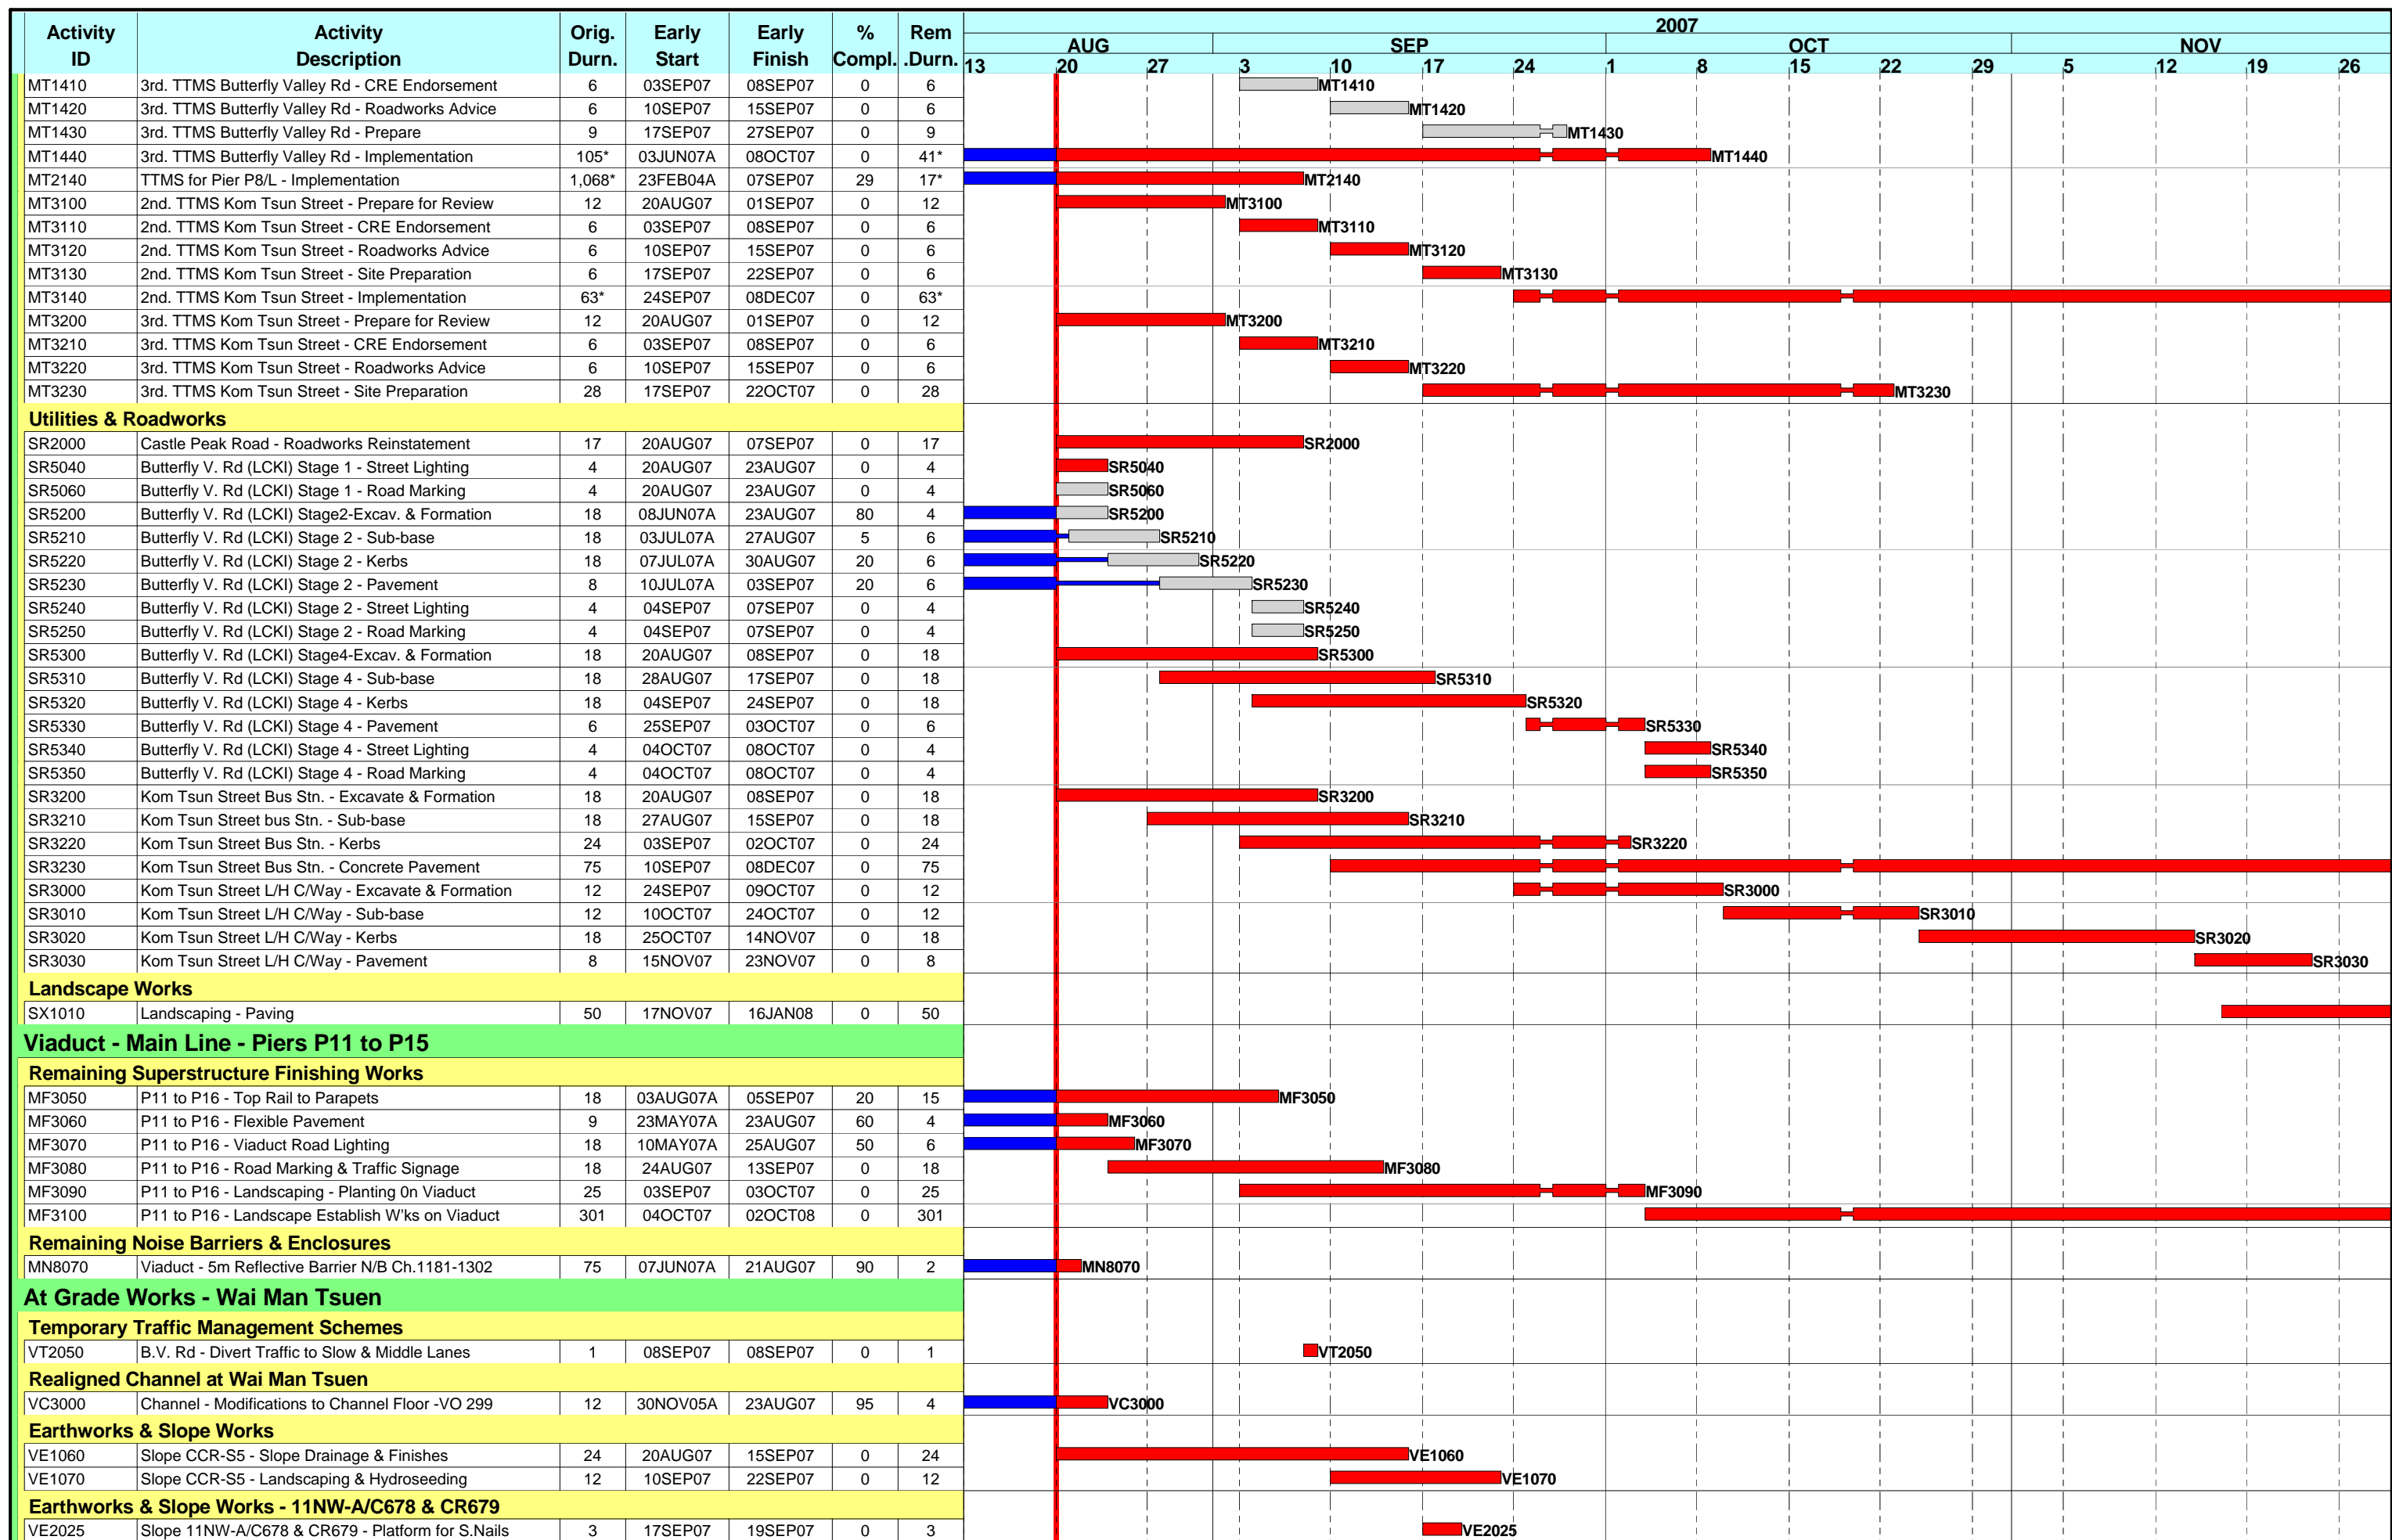 Activity ID Activity Description Orig. Durn. Early Start Early Finish % Compl. Rem .Durn.
2007
AUG SEP OCT NOV
13 20 27 3 10 17 24 1 8 15 22 29 5 12 19 26
MT1410 3rd. TTMS Butterfly Valley Rd - CRE Endorsement 6 03SEP07 08SEP07 0 6 MT1410
MT1420 3rd. TTMS Butterfly Valley Rd - Roadworks Advice 6 10SEP07 15SEP07 0 6 MT1420
MT1430 3rd. TTMS Butterfly Valley Rd - Prepare 9 17SEP07 27SEP07 0 9 MT1430
MT1440 3rd. TTMS Butterfly Valley Rd - Implementation 105* 03JUN07A 08OCT07 0 41* MT1440
MT2140 TTMS for Pier P8/L - Implementation 1,068* 23FEB04A 07SEP07 29 17* MT2140
MT3100 2nd. TTMS Kom Tsun Street - Prepare for Review 12 20AUG07 01SEP07 0 12 MT3100
MT3110 2nd. TTMS Kom Tsun Street - CRE Endorsement 6 03SEP07 08SEP07 0 6 MT3110
MT3120 2nd. TTMS Kom Tsun Street - Roadworks Advice 6 10SEP07 15SEP07 0 6 MT3120
MT3130 2nd. TTMS Kom Tsun Street - Site Preparation 6 17SEP07 22SEP07 0 6 MT3130
MT3140 2nd. TTMS Kom Tsun Street - Implementation 63* 24SEP07 08DEC07 0 63*
MT3200 3rd. TTMS Kom Tsun Street - Prepare for Review 12 20AUG07 01SEP07 0 12 MT3200
MT3210 3rd. TTMS Kom Tsun Street - CRE Endorsement 6 03SEP07 08SEP07 0 6 MT3210
MT3220 3rd. TTMS Kom Tsun Street - Roadworks Advice 6 10SEP07 15SEP07 0 6 MT3220
MT3230 3rd. TTMS Kom Tsun Street - Site Preparation 28 17SEP07 22OCT07 0 28 MT3230
Utilities & Roadworks
SR2000 Castle Peak Road - Roadworks Reinstatement 17 20AUG07 07SEP07 0 17 SR2000
SR5040 Butterfly V. Rd (LCKI) Stage 1 - Street Lighting 4 20AUG07 23AUG07 0 4 SR5040
SR5060 Butterfly V. Rd (LCKI) Stage 1 - Road Marking 4 20AUG07 23AUG07 0 4 SR5060
SR5200 Butterfly V. Rd (LCKI) Stage2-Excav. & Formation 18 08JUN07A 23AUG07 80 4 SR5200
SR5210 Butterfly V. Rd (LCKI) Stage 2 - Sub-base 18 03JUL07A 27AUG07 5 6 SR5210
SR5220 Butterfly V. Rd (LCKI) Stage 2 - Kerbs 18 07JUL07A 30AUG07 20 6 SR5220
SR5230 Butterfly V. Rd (LCKI) Stage 2 - Pavement 8 10JUL07A 03SEP07 20 6 SR5230
SR5240 Butterfly V. Rd (LCKI) Stage 2 - Street Lighting 4 04SEP07 07SEP07 0 4 SR5240
SR5250 Butterfly V. Rd (LCKI) Stage 2 - Road Marking 4 04SEP07 07SEP07 0 4 SR5250
SR5300 Butterfly V. Rd (LCKI) Stage4-Excav. & Formation 18 20AUG07 08SEP07 0 18 SR5300
SR5310 Butterfly V. Rd (LCKI) Stage 4 - Sub-base 18 28AUG07 17SEP07 0 18 SR5310
SR5320 Butterfly V. Rd (LCKI) Stage 4 - Kerbs 18 04SEP07 24SEP07 0 18 SR5320
SR5330 Butterfly V. Rd (LCKI) Stage 4 - Pavement 6 25SEP07 03OCT07 0 6 SR5330
SR5340 Butterfly V. Rd (LCKI) Stage 4 - Street Lighting 4 04OCT07 08OCT07 0 4 SR5340
SR5350 Butterfly V. Rd (LCKI) Stage 4 - Road Marking 4 04OCT07 08OCT07 0 4 SR5350
SR3200 Kom Tsun Street Bus Stn. - Excavate & Formation 18 20AUG07 08SEP07 0 18 SR3200
SR3210 Kom Tsun Street bus Stn. - Sub-base 18 27AUG07 15SEP07 0 18 SR3210
SR3220 Kom Tsun Street Bus Stn. - Kerbs 24 03SEP07 02OCT07 0 24 SR3220
SR3230 Kom Tsun Street Bus Stn. - Concrete Pavement 75 10SEP07 08DEC07 0 75
SR3000 Kom Tsun Street L/H C/Way - Excavate & Formation 12 24SEP07 09OCT07 0 12 SR3000
SR3010 Kom Tsun Street L/H C/Way - Sub-base 12 10OCT07 24OCT07 0 12 SR3010
SR3020 Kom Tsun Street L/H C/Way - Kerbs 18 25OCT07 14NOV07 0 18 SR3020
SR3030 Kom Tsun Street L/H C/Way - Pavement 8 15NOV07 23NOV07 0 8 SR3030
Landscape Works
SX1010 Landscaping - Paving 50 17NOV07 16JAN08 0 50
Viaduct - Main Line - Piers P11 to P15
Remaining Superstructure Finishing Works
MF3050 P11 to P16 - Top Rail to Parapets 18 03AUG07A 05SEP07 20 15 MF3050
MF3060 P11 to P16 - Flexible Pavement 9 23MAY07A 23AUG07 60 4 MF3060
MF3070 P11 to P16 - Viaduct Road Lighting 18 10MAY07A 25AUG07 50 6 MF3070
MF3080 P11 to P16 - Road Marking & Traffic Signage 18 24AUG07 13SEP07 0 18 MF3080
MF3090 P11 to P16 - Landscaping - Planting 0n Viaduct 25 03SEP07 03OCT07 0 25 MF3090
MF3100 P11 to P16 - Landscape Establish W'ks on Viaduct 301 04OCT07 02OCT08 0 301
Remaining Noise Barriers & Enclosures
MN8070 Viaduct - 5m Reflective Barrier N/B Ch.1181-1302 75 07JUN07A 21AUG07 90 2 MN8070
At Grade Works - Wai Man Tsuen
Temporary Traffic Management Schemes
VT2050 B.V. Rd - Divert Traffic to Slow & Middle Lanes 1 08SEP07 08SEP07 0 1 VT2050
Realigned Channel at Wai Man Tsuen
VC3000 Channel - Modifications to Channel Floor -VO 299 12 30NOV05A 23AUG07 95 4 VC3000
Earthworks & Slope Works
VE1060 Slope CCR-S5 - Slope Drainage & Finishes 24 20AUG07 15SEP07 0 24 VE1060
VE1070 Slope CCR-S5 - Landscaping & Hydroseeding 12 10SEP07 22SEP07 0 12 VE1070
Earthworks & Slope Works - 11NW-A/C678 & CR679
VE2025 Slope 11NW-A/C678 & CR679 - Platform for S.Nails 3 17SEP07 19SEP07 0 3 VE2025